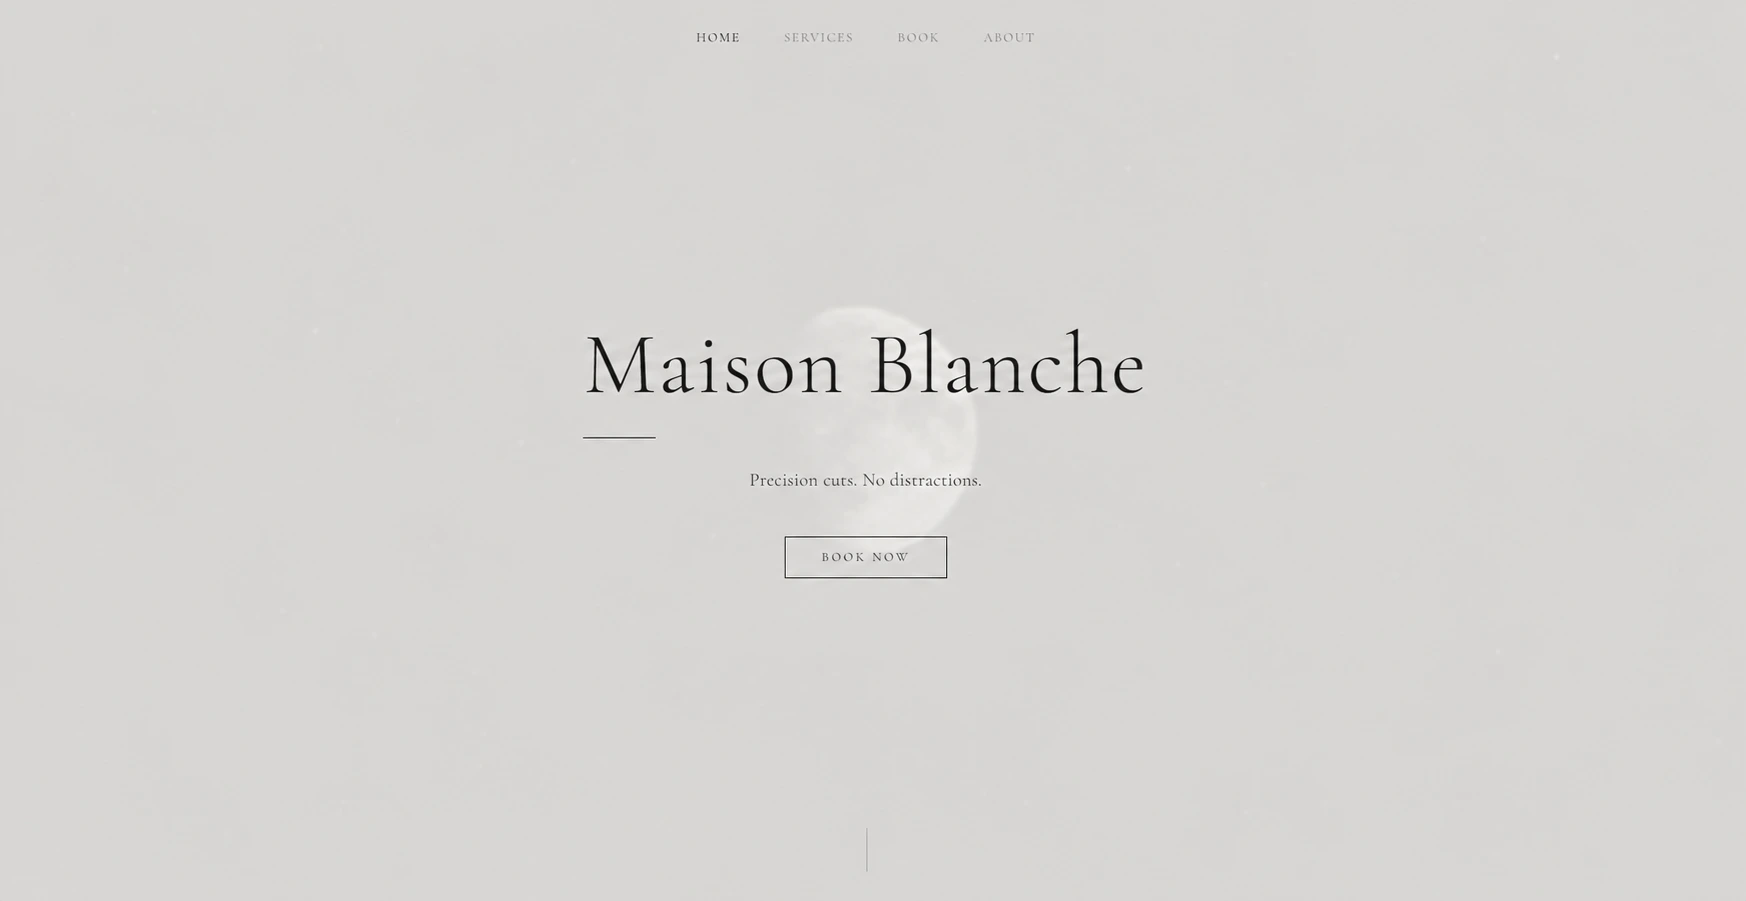 HOME SERVICES BOOK ABOUT
Maison Blanche
Precision cuts. No distractions.
BOOK NOW